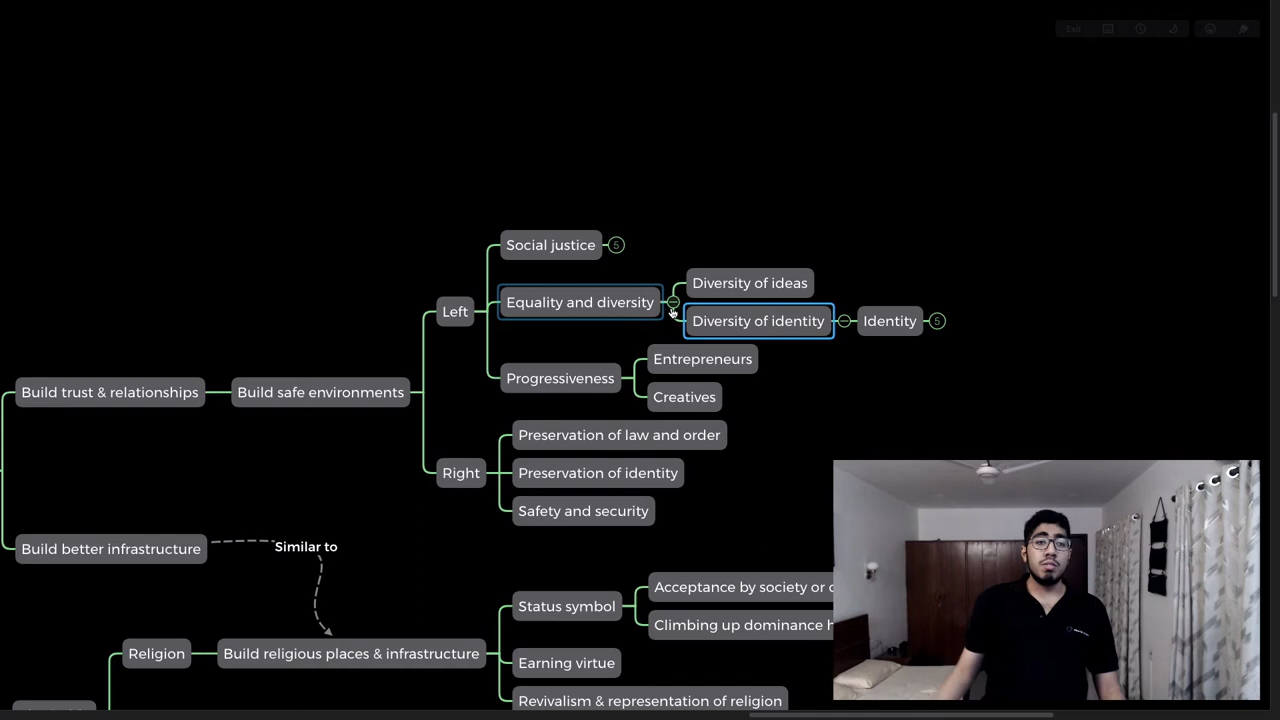 Exit
Social justice
5
Diversity of ideas
Equality and diversity
Diversity of identity
Identity
5
Left
Entrepreneurs
Progressiveness
Creatives
Build trust & relationships
Build safe environments
Preservation of law and order
Right
Preservation of identity
Safety and security
Build better infrastructure
Similar to
Acceptance by society or
Status symbol
Climbing up dominance
Religion
Build religious places & infrastructure
Earning virtue
Revivalism & representation of religion